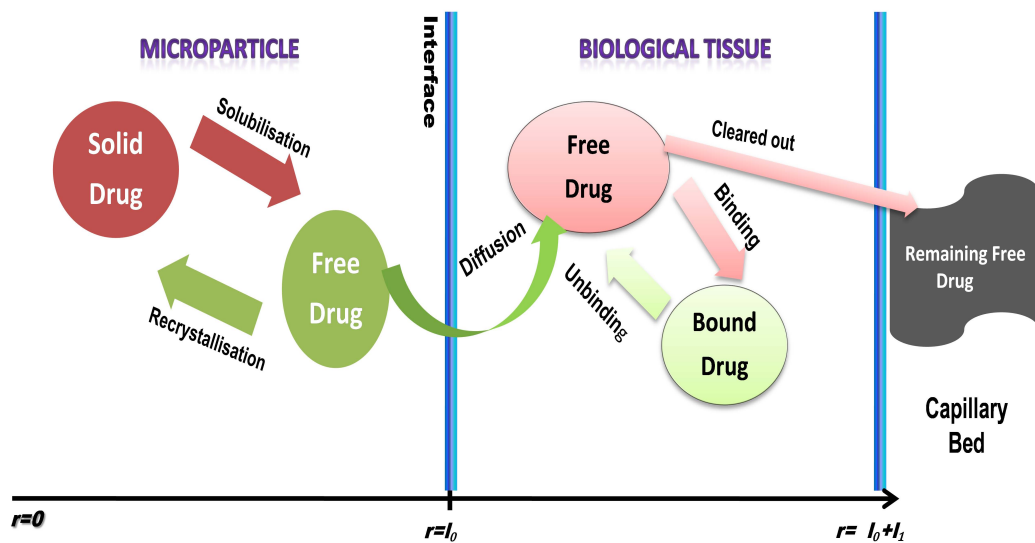 MICROPARTICLE
Interface
BIOLOGICAL TISSUE
Solid
Drug
Solubilisation
Free
Drug
Recrystallisation
Diffusion
Free
Drug
Cleared out
Binding
Unbinding
Bound
Drug
Remaining Free
Drug
Capillary
Bed
r=0
r=l₀
r= l₀+l₁